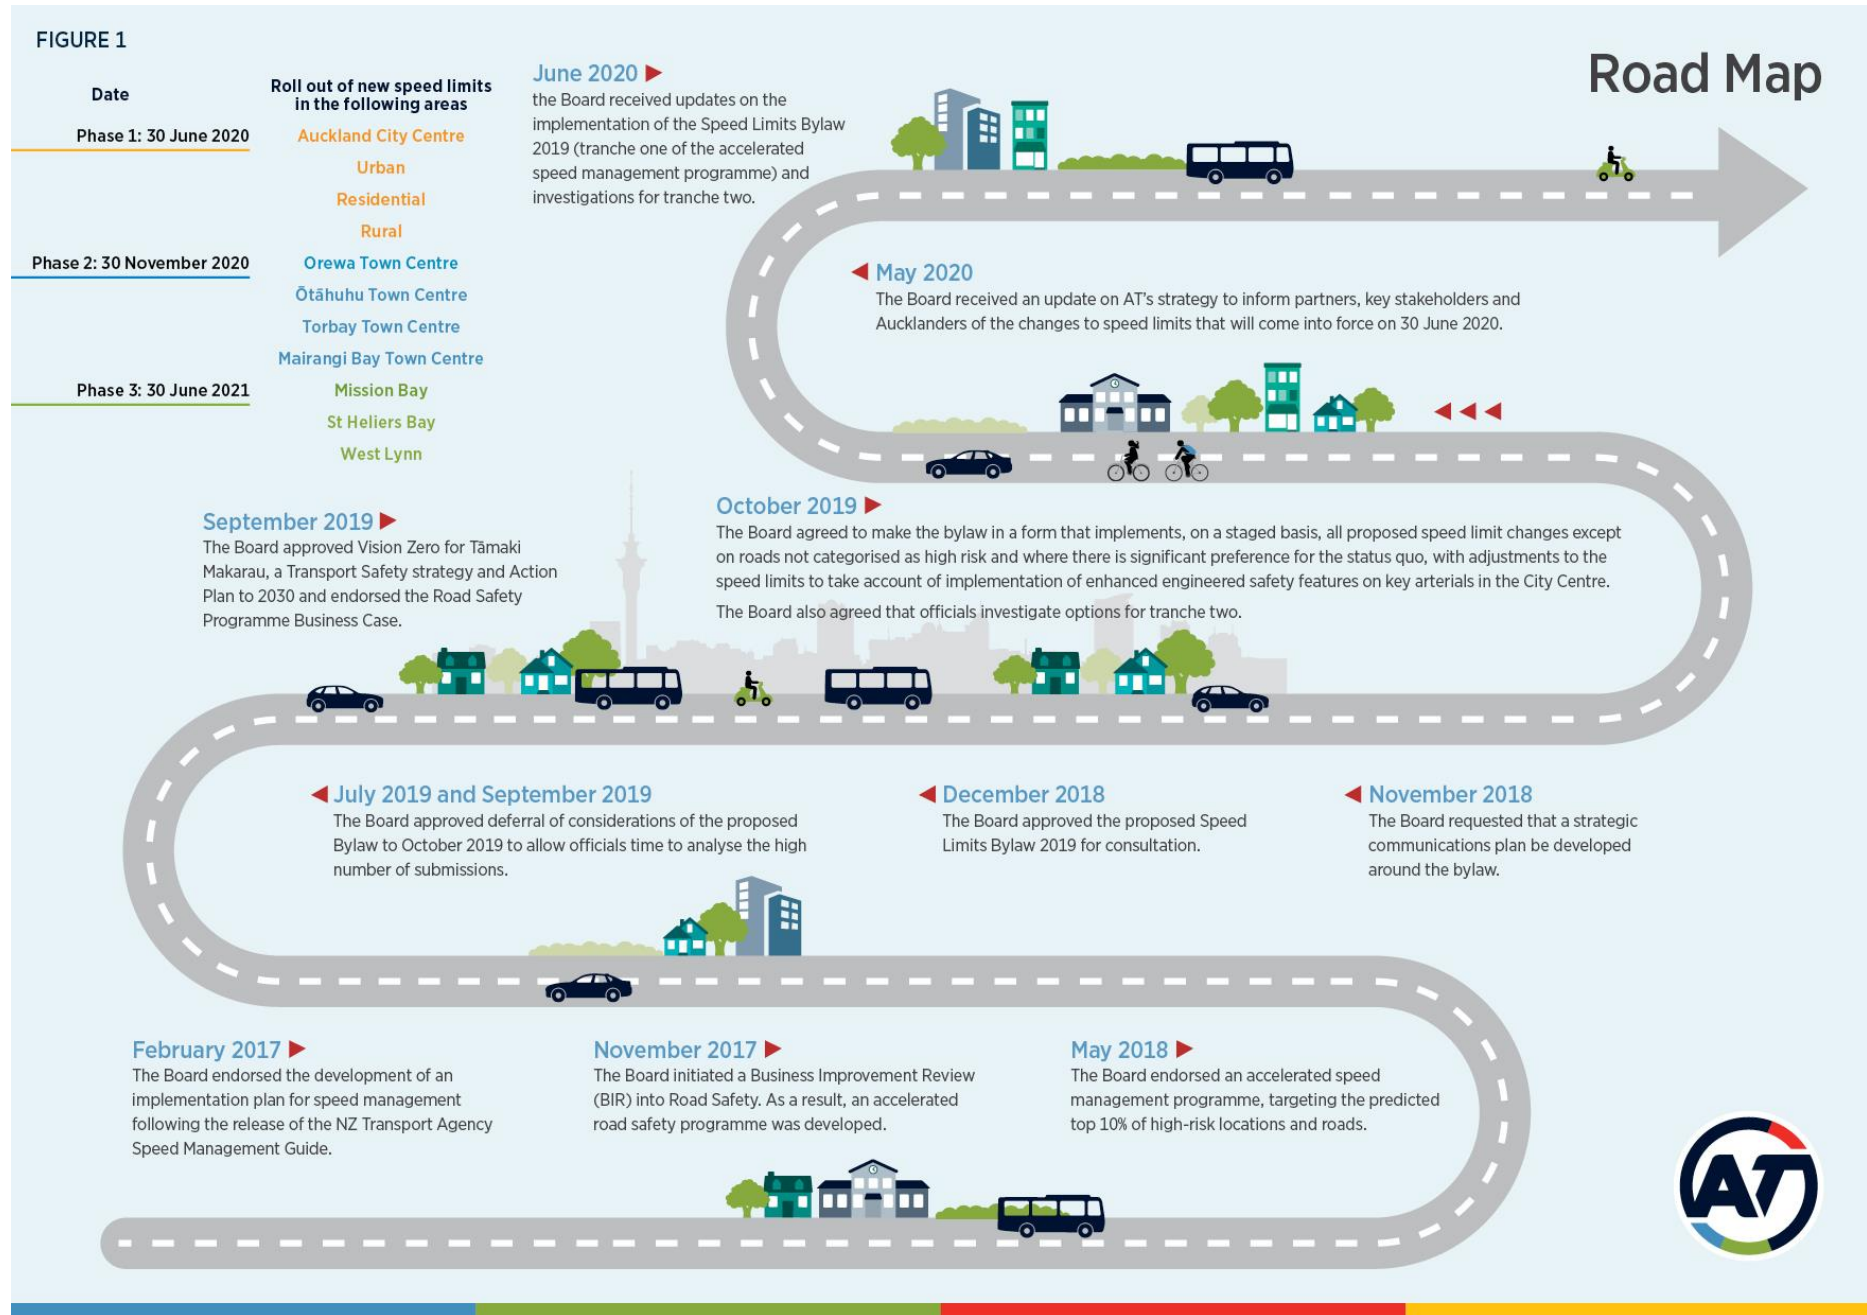 FIGURE 1
Road Map
Date
Roll out of new speed limits
in the following areas
Phase 1: 30 June 2020
Auckland City Centre
Urban
Residential
Rural
Phase 2: 30 November 2020
Orewa Town Centre
Ōtāhuhu Town Centre
Torbay Town Centre
Mairangi Bay Town Centre
Phase 3: 30 June 2021
Mission Bay
St Heliers Bay
West Lynn
June 2020
the Board received updates on the
implementation of the Speed Limits Bylaw
2019 (tranche one of the accelerated
speed management programme) and
investigations for tranche two.
May 2020
The Board received an update on AT's strategy to inform partners, key stakeholders and
Aucklanders of the changes to speed limits that will come into force on 30 June 2020.
September 2019
The Board approved Vision Zero for Tāmaki
Makarau, a Transport Safety strategy and Action
Plan to 2030 and endorsed the Road Safety
Programme Business Case.
October 2019
The Board agreed to make the bylaw in a form that implements, on a staged basis, all proposed speed limit changes except
on roads not categorised as high risk and where there is significant preference for the status quo, with adjustments to the
speed limits to take account of implementation of enhanced engineered safety features on key arterials in the City Centre.
The Board also agreed that officials investigate options for tranche two.
July 2019 and September 2019
The Board approved deferral of considerations of the proposed
Bylaw to October 2019 to allow officials time to analyse the high
number of submissions.
December 2018
The Board approved the proposed Speed
Limits Bylaw 2019 for consultation.
November 2018
The Board requested that a strategic
communications plan be developed
around the bylaw.
February 2017
The Board endorsed the development of an
implementation plan for speed management
following the release of the NZ Transport Agency
Speed Management Guide.
November 2017
The Board initiated a Business Improvement Review
(BIR) into Road Safety. As a result, an accelerated
road safety programme was developed.
May 2018
The Board endorsed an accelerated speed
management programme, targeting the predicted
top 10% of high-risk locations and roads.
AT